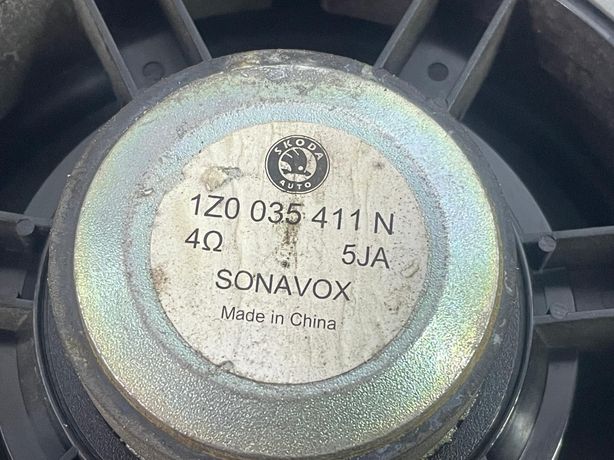 SKODA
AUTO
1Z0 035 411 N
4Ω 5JA
SONAVOX
Made in China